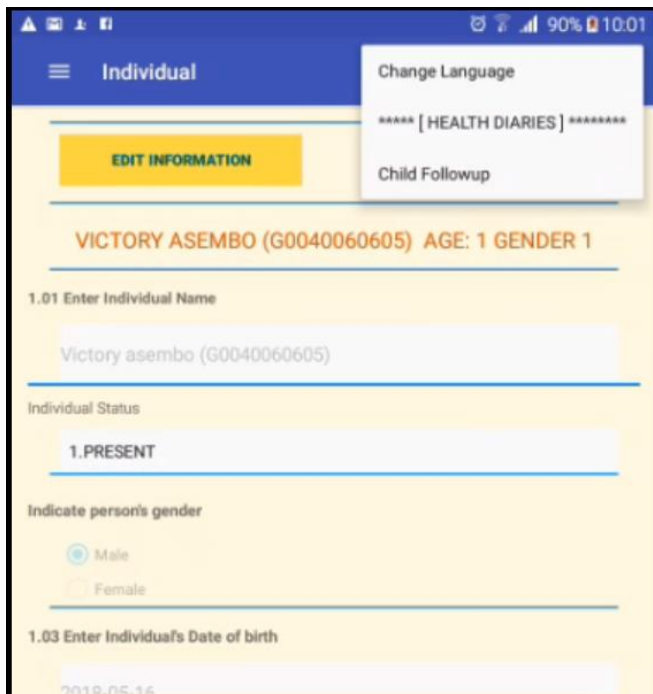 90% 10:01
Individual
Change Language
***** [ HEALTH DIARIES ] ********
Child Followup
EDIT INFORMATION
VICTORY ASEMBO (G0040060605) AGE: 1 GENDER 1
1.01 Enter Individual Name
Victory asembo (G0040060605)
Individual Status
1.PRESENT
Indicate person's gender
Male
Female
1.03 Enter Individual's Date of birth
2018-05-16